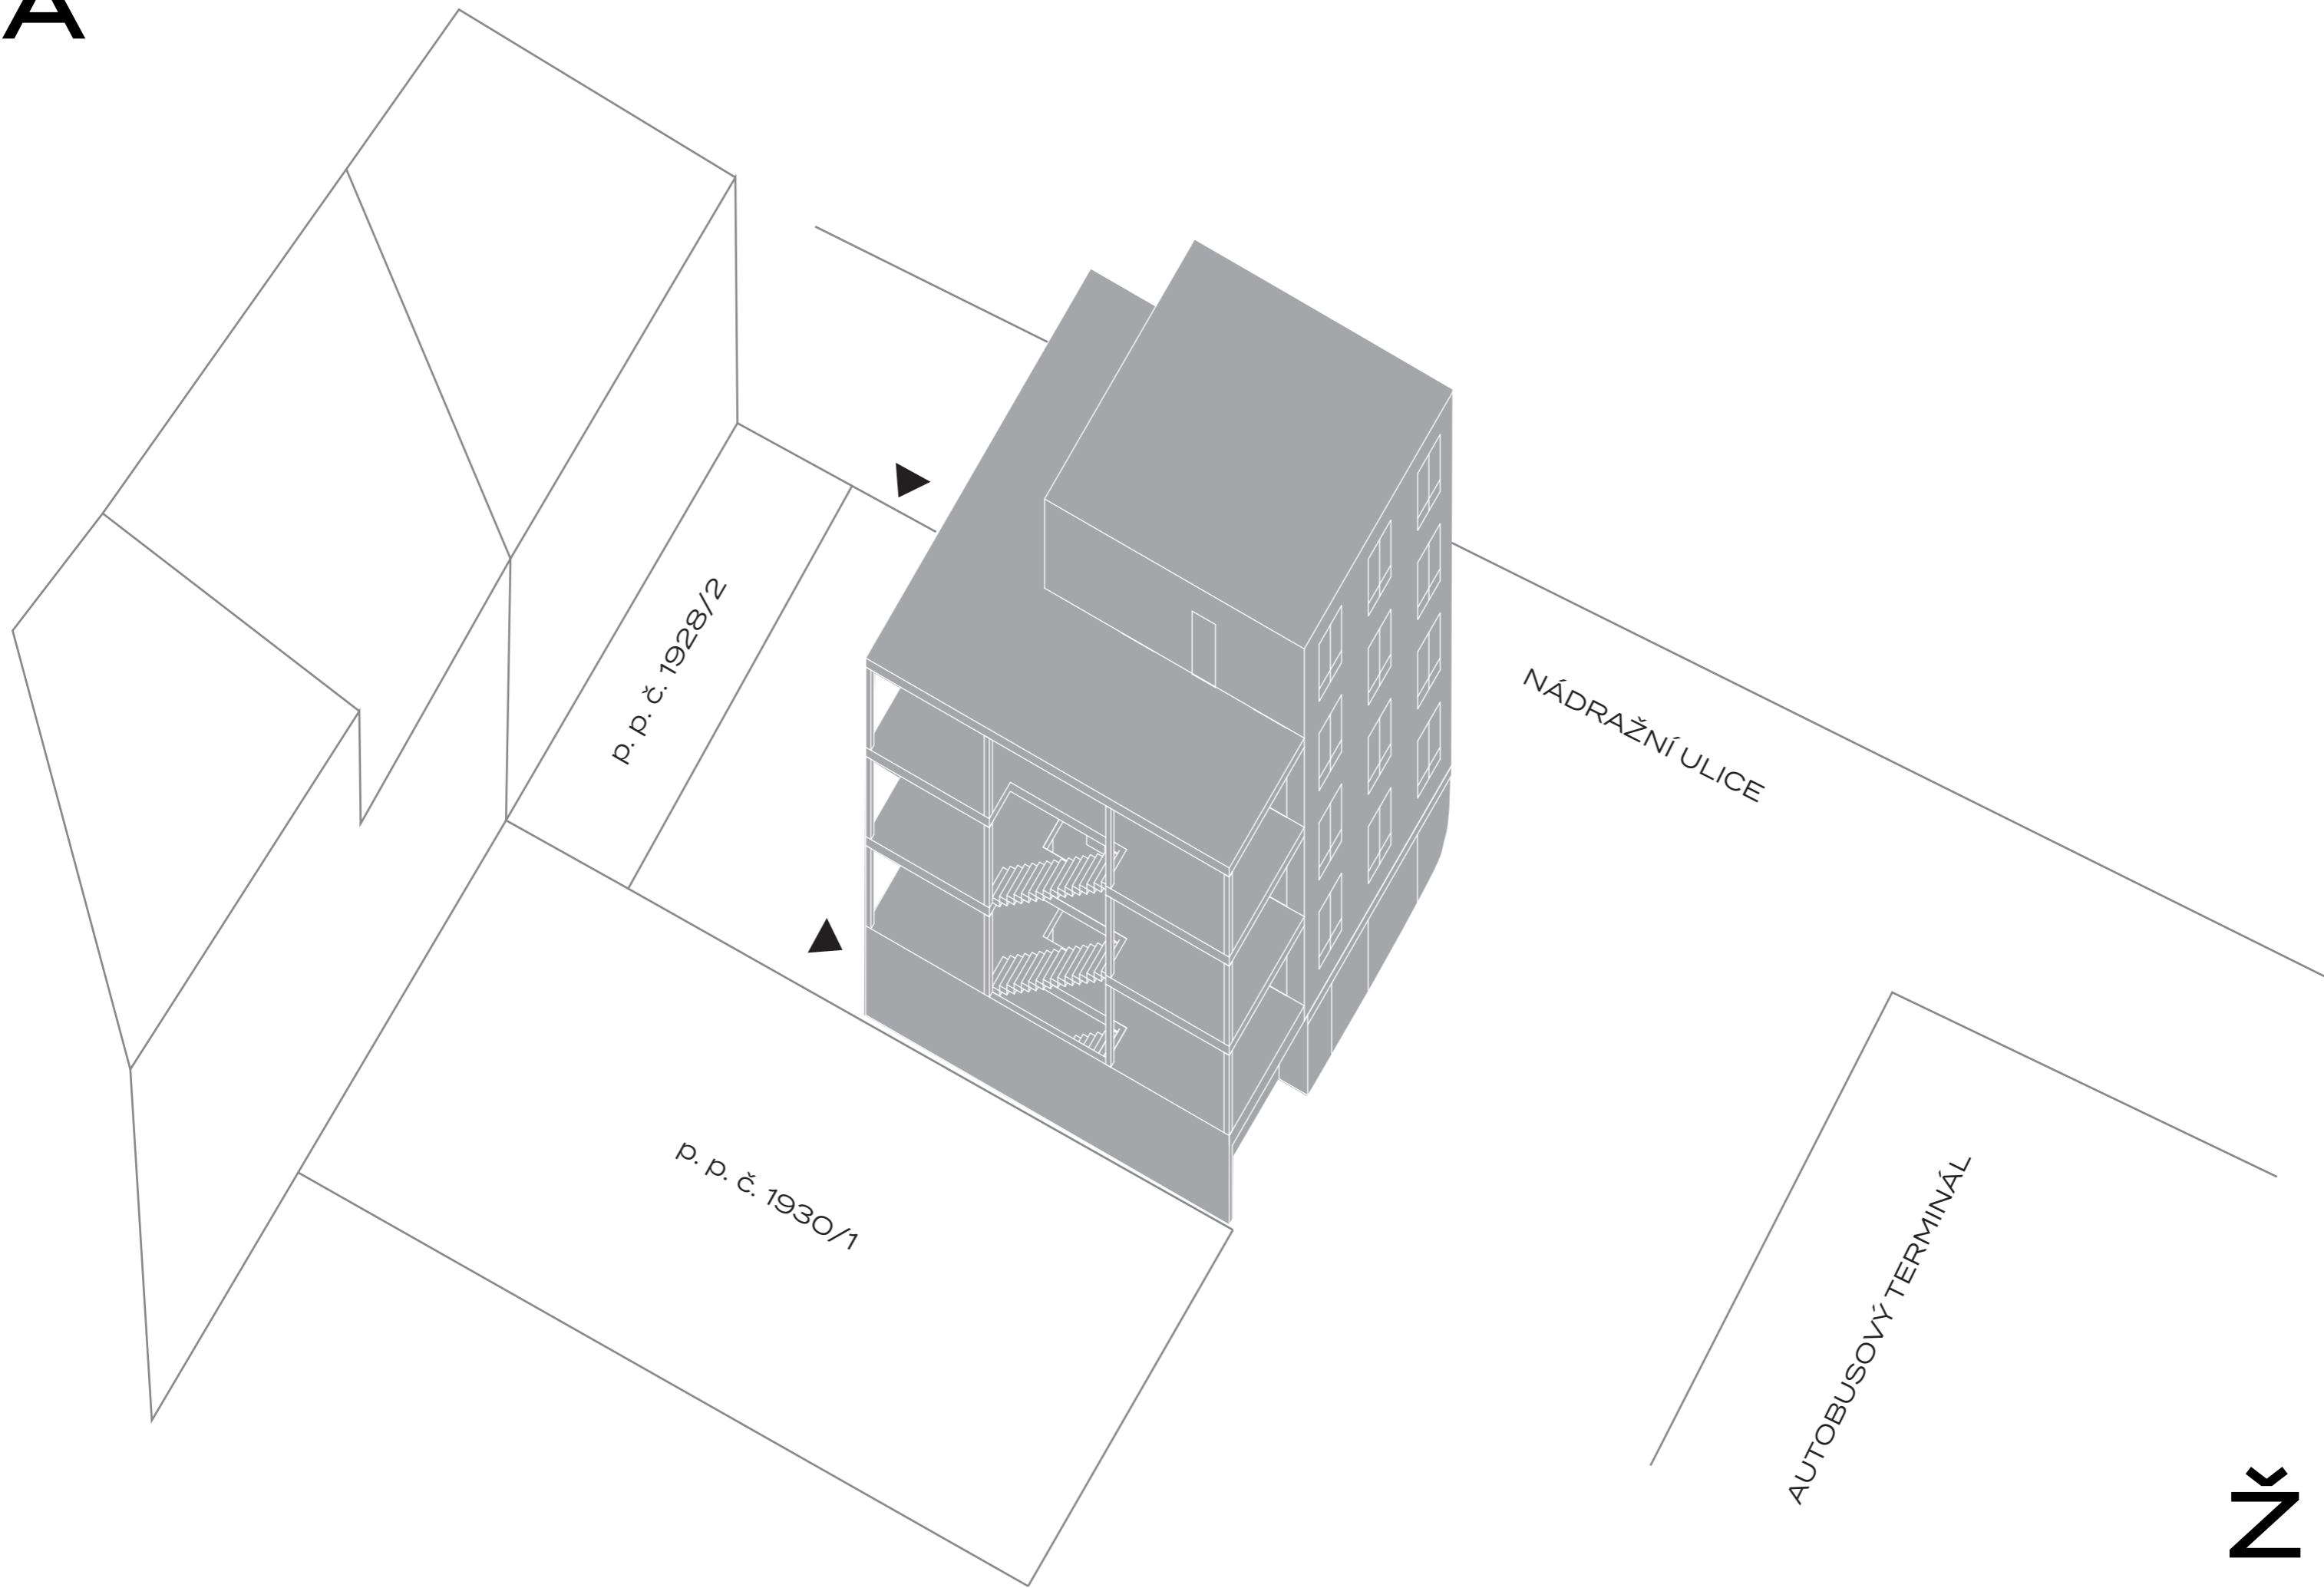 A
p. p. č. 1928/2
NÁDRAŽNÍ ULICE
p. p. č. 1930/1
AUTOBUSOVÝ TERMINÁL
Ž